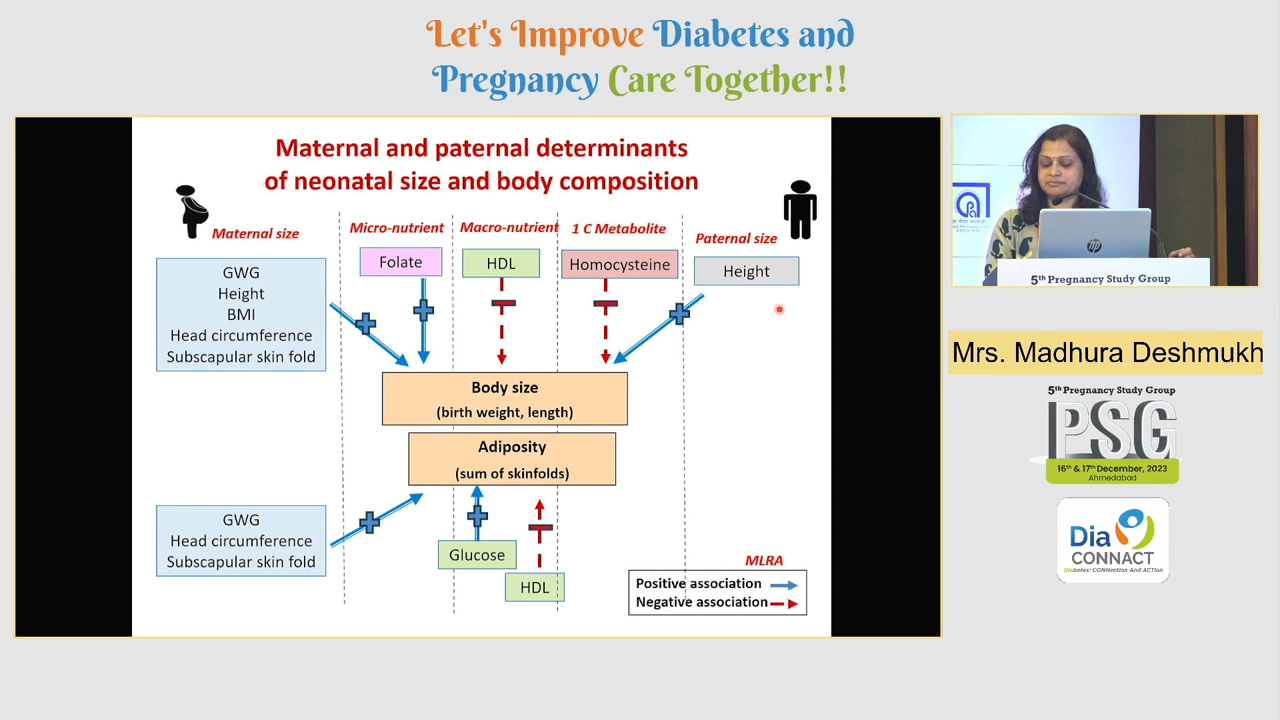 Let's Improve Diabetes and
Pregnancy Care Together!!
Maternal and paternal determinants
of neonatal size and body composition
Maternal size
Micro-nutrient
Macro-nutrient
1 C Metabolite
Paternal size
GWG
Height
BMI
Head circumference
Subscapular skin fold
Folate
HDL
Homocysteine
Height
Body size
(birth weight, length)
Adiposity
(sum of skinfolds)
GWG
Head circumference
Subscapular skin fold
Glucose
HDL
MLRA
Positive association
Negative association
hp
5th Pregnancy Study Group
Mrs. Madhura Deshmukh
5th Pregnancy Study Group
PSG
16th & 17th December, 2023
Ahmedabad
Dia
CONNACT
Diabetes: CONNection And ACTion